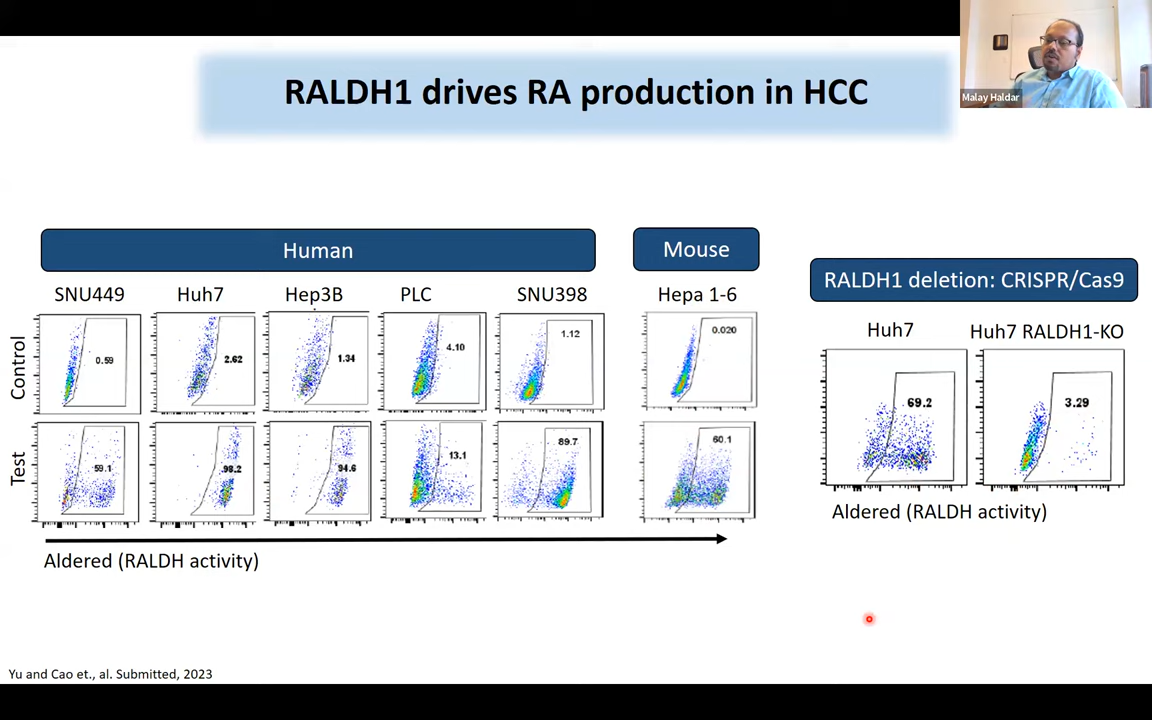 Malay Haldar
RALDH1 drives RA production in HCC
Human
Mouse
RALDH1 deletion: CRISPR/Cas9
SNU449 Huh7 Hep3B PLC SNU398 Hepa 1-6
Huh7 Huh7 RALDH1-KO
Control
0.59 2.62 1.34 4.10 1.12 0.020
69.2 3.29
Test
59.1 98.2 94.6 13.1 89.7 60.1
Aldered (RALDH activity)
Aldered (RALDH activity)
Yu and Cao et., al. Submitted, 2023